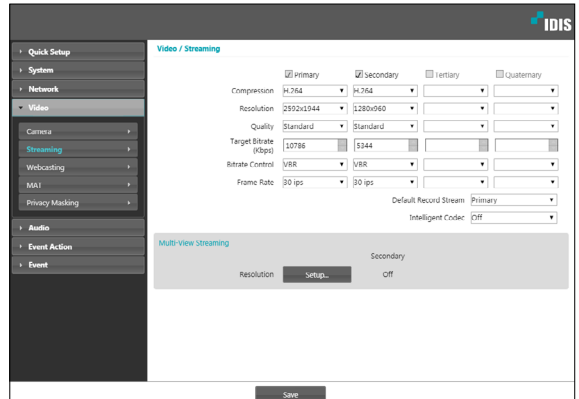 IDIS
Quick Setup
System
Network
Video
Camera
Streaming
Webcasting
MAT
Privacy Masking
Audio
Event Action
Event
Video / Streaming
Primary Secondary Tertiary Quaternary
Compression H.264 H.264
Resolution 2592x1944 1280x960
Quality Standard Standard
Target Bitrate
(Kbps) 10786 5344
Bitrate Control VBR VBR
Frame Rate 30 ips 30 ips
Default Record Stream Primary
Intelligent Codec Off
Multi-View Streaming
Secondary
Resolution Setup... Off
Save